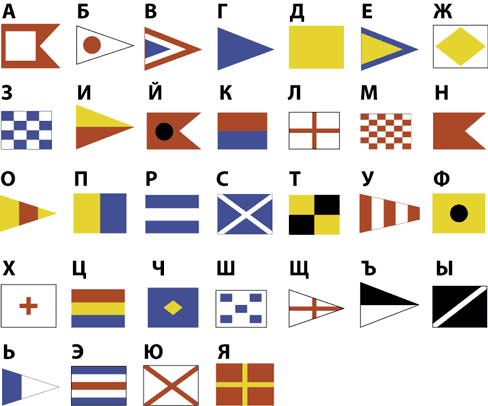 А Б В Г Д Е Ж
З И Й К Л М Н
О П Р С Т У Ф
Х Ц Ч Ш Щ Ъ Ы
Ь Э Ю Я